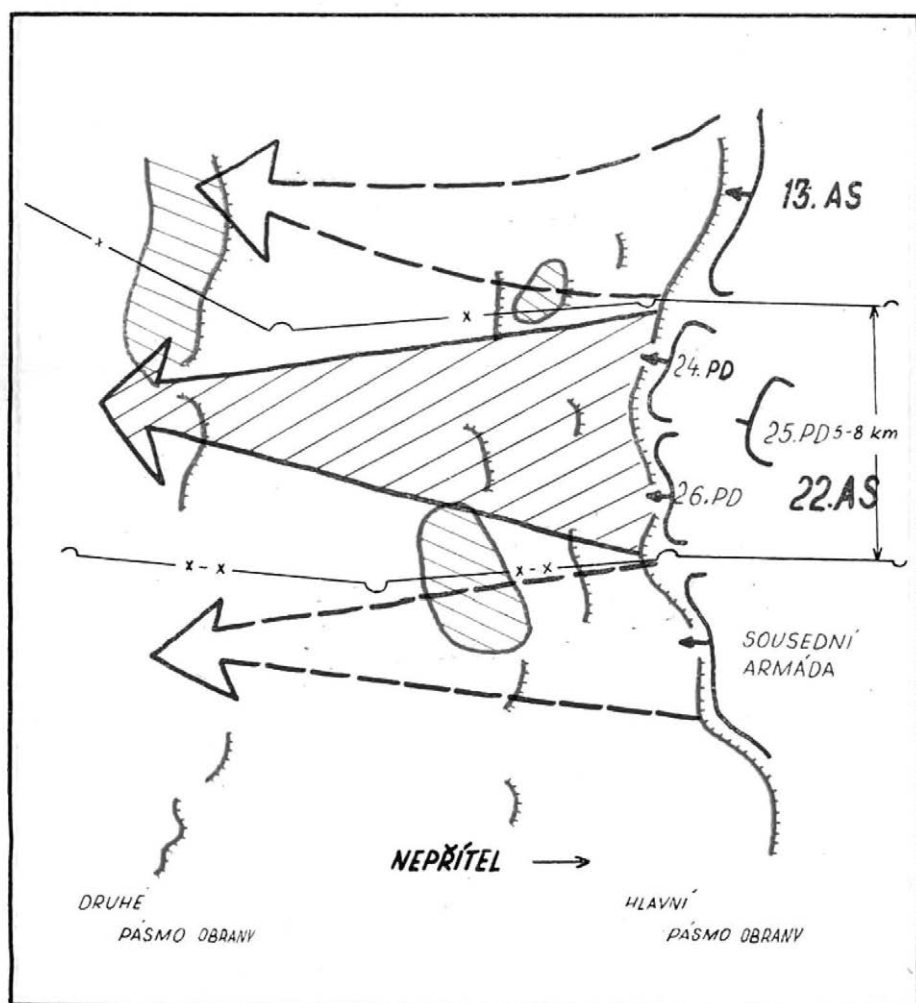 13. AS
24. PD
25. PD 5-8 km
26. PD
22. AS
x
x
x - x
x - x
SOUSEDNÍ
ARMÁDA
NEPŘÍTEL
DRUHÉ
PÁSMO OBRANY
HLAVNÍ
PÁSMO OBRANY